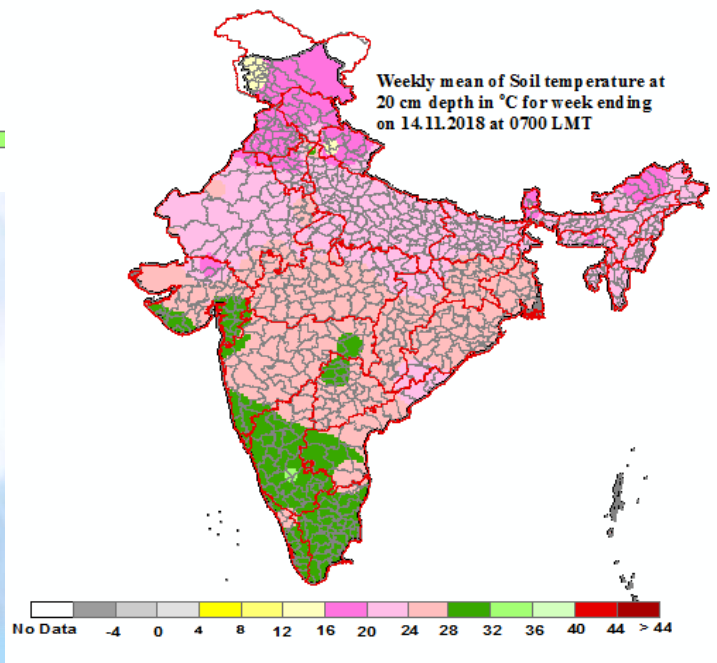 Weekly mean of Soil temperature at
20 cm depth in °C for week ending
on 14.11.2018 at 0700 LMT
No Data -4 0 4 8 12 16 20 24 28 32 36 40 44 > 44